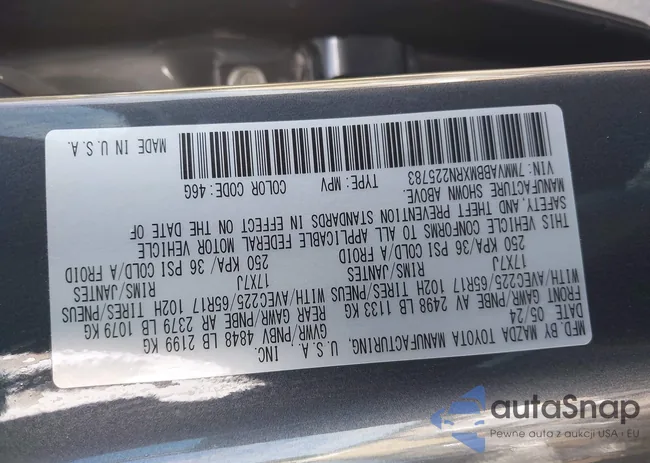 MFD. BY MAZDA TOYOTA MANUFACTURING, U.S.A., INC.
DATE 05/24 GVWR/PNBV 4848 LB 2199 KG
FRONT GAWR/PNBE AV 2498 LB 1133 KG REAR GAWR/PNBE AR 2379 LB 1079 KG
WITH/AVEC225/65R17 102H TIRES/PNEUS WITH/AVEC225/65R17 102H TIRES/PNEUS
17X7J RIMS/JANTES 17X7J RIMS/JANTES
250 KPA/ 36 PSI COLD/A FROID 250 KPA/ 36 PSI COLD/A FROID
THIS VEHICLE CONFORMS TO ALL APPLICABLE FEDERAL MOTOR VEHICLE
SAFETY, AND THEFT PREVENTION STANDARDS IN EFFECT ON THE DATE OF
MANUFACTURE SHOWN ABOVE.
VIN: 7MMVABBMXRN225783 TYPE: MPV COLOR CODE: 46G
MADE IN U.S.A.
autoSnap
Pewne auta z aukcji USA - EU